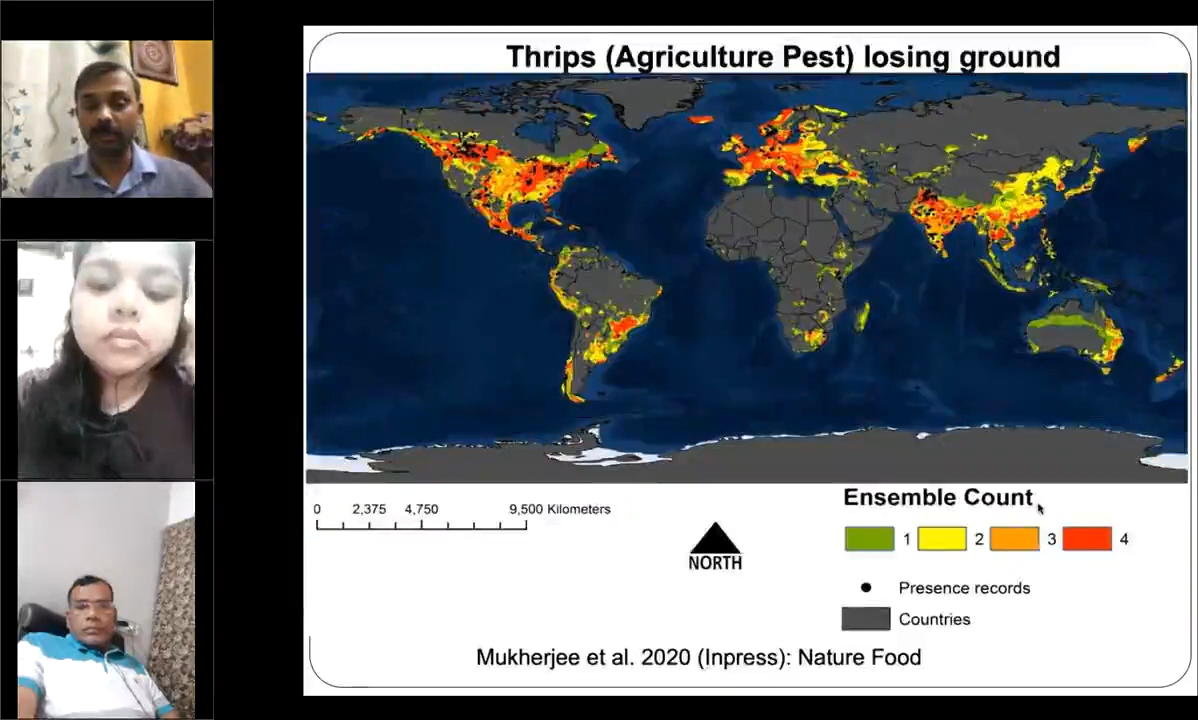 Thrips (Agriculture Pest) losing ground
0 2,375 4,750 9,500 Kilometers
NORTH
Ensemble Count
1 2 3 4
Presence records
Countries
Mukherjee et al. 2020 (Inpress): Nature Food